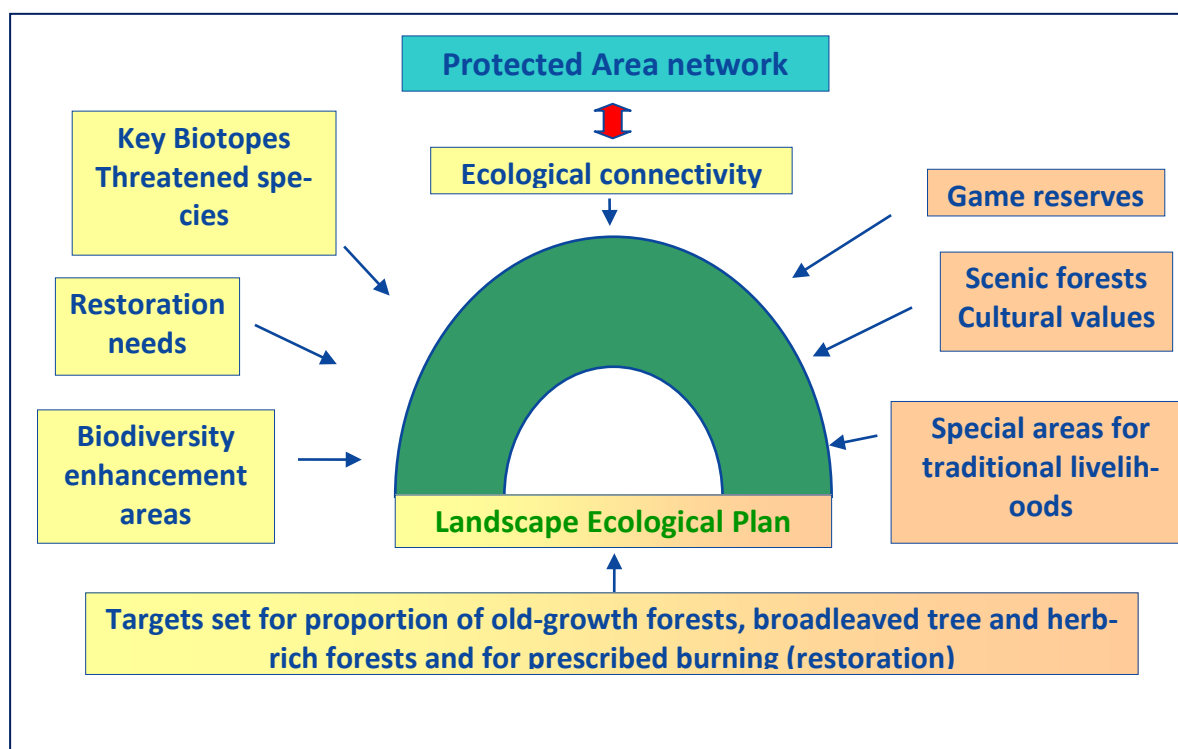 Protected Area network
Key Biotopes
Threatened spe-
cies
Ecological connectivity
Game reserves
Scenic forests
Cultural values
Restoration
needs
Biodiversity
enhancement
areas
Special areas for
traditional livelih-
oods
Landscape Ecological Plan
Targets set for proportion of old-growth forests, broadleaved tree and herb-
rich forests and for prescribed burning (restoration)